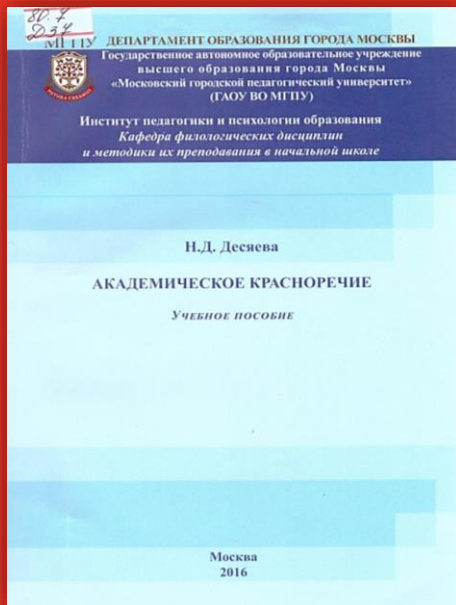 80.7
Д37
МГПУ ДЕПАРТАМЕНТ ОБРАЗОВАНИЯ ГОРОДА МОСКВЫ
Государственное автономное образовательное учреждение
высшего образования города Москвы
«Московский городской педагогический университет»
(ГАОУ ВО МГПУ)
Институт педагогики и психологии образования
Кафедра филологических дисциплин
и методики их преподавания в начальной школе
Н.Д. Десяева
АКАДЕМИЧЕСКОЕ КРАСНОРЕЧИЕ
УЧЕБНОЕ ПОСОБИЕ
Москва
2016